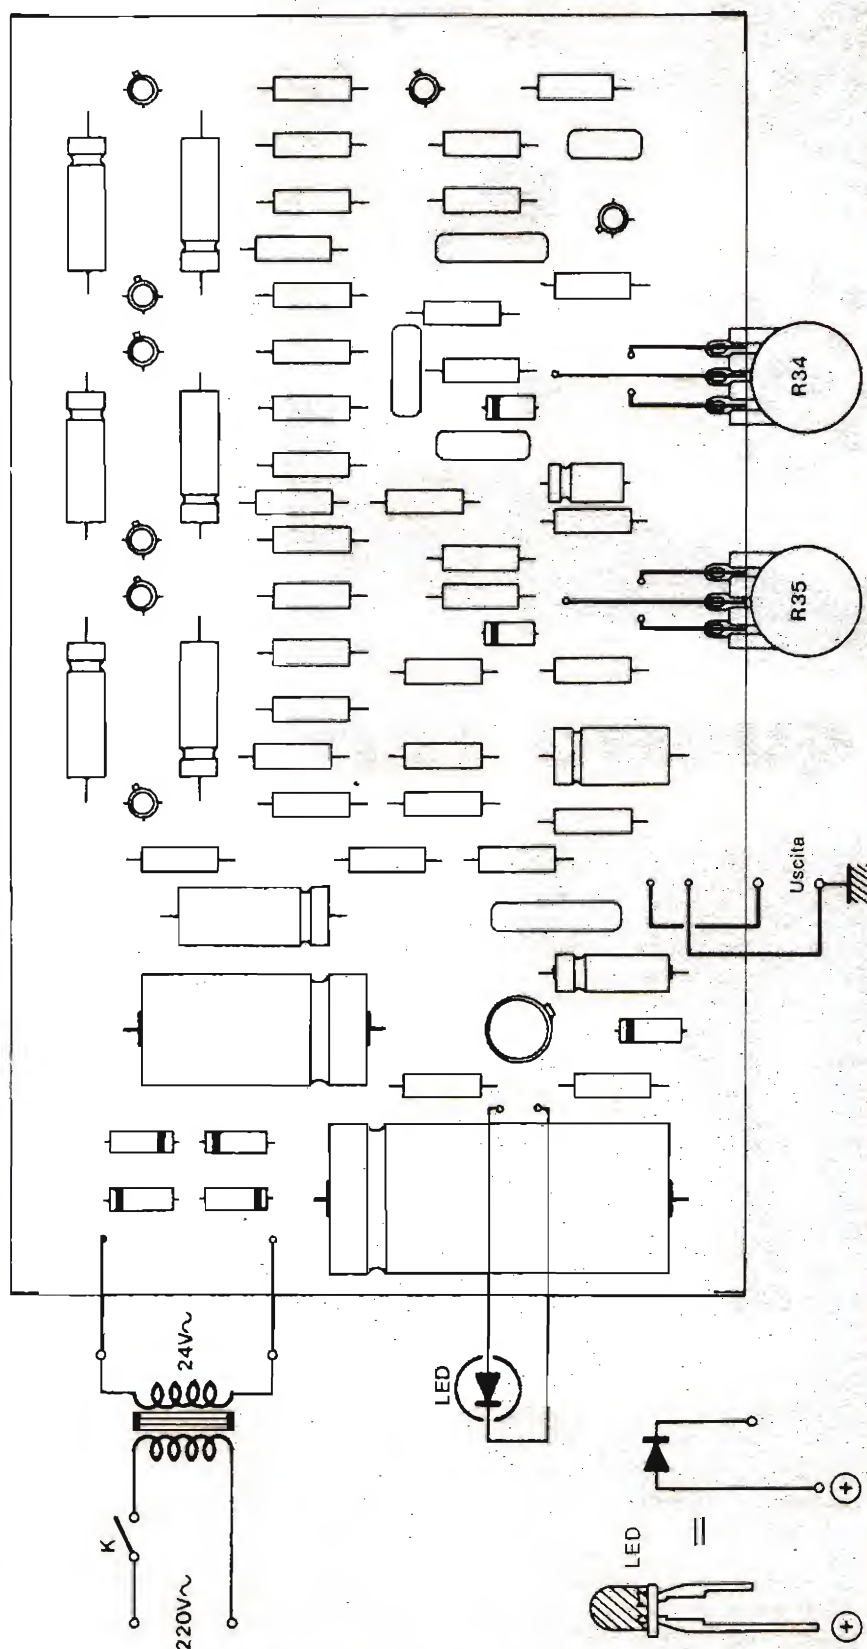 R34
R35
Uscita
24V~
K
220V~
LED
LED
=
+
+